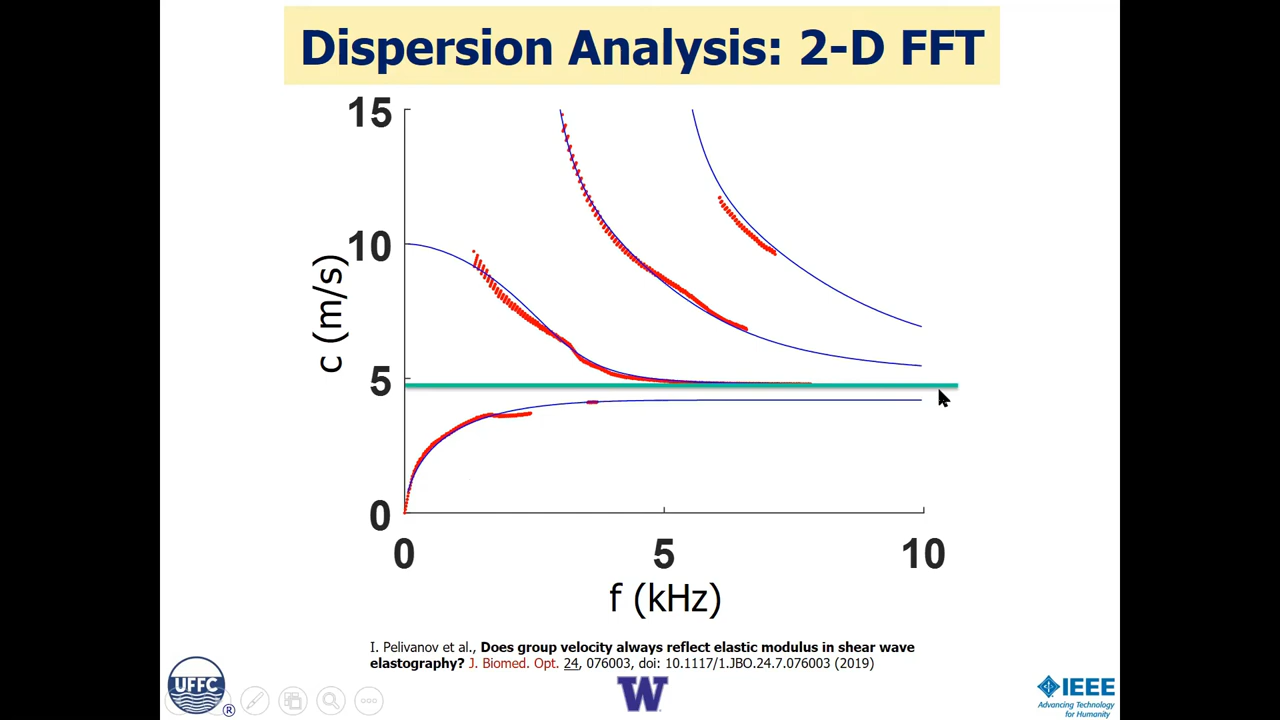 Dispersion Analysis: 2-D FFT
15
10
5
0
c (m/s)
0 5 10
f (kHz)
I. Pelivanov et al., Does group velocity always reflect elastic modulus in shear wave
elastography? J. Biomed. Opt. 24, 076003, doi: 10.1117/1.JBO.24.7.076003 (2019)
UFFC
®
W
IEEE
Advancing Technology
for Humanity